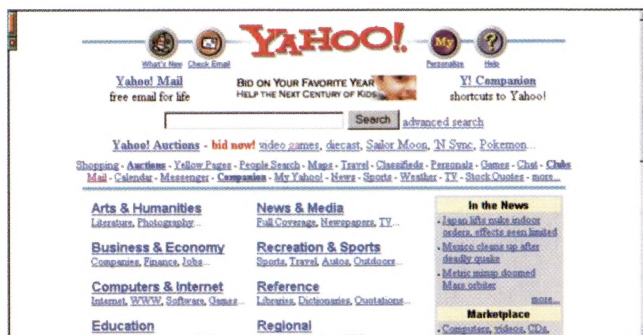 YAHOO!
What's New Check Email Personalize Help
Yahoo! Mail
free email for life
BID ON YOUR FAVORITE YEAR
HELP THE NEXT CENTURY OF KIDS
Y! Companion
shortcuts to Yahoo!
Search advanced search
Yahoo! Auctions - bid now! video games, diecast, Sailor Moon, 'N Sync, Pokemon...
Shopping - Auctions - Yellow Pages - People Search - Maps - Travel - Classifieds - Personals - Games - Chat - Clubs
Mail - Calendar - Messenger - Companion - My Yahoo! - News - Sports - Weather - TV - Stock Quotes - more...
Arts & Humanities
Literature, Photography...
News & Media
Full Coverage, Newspapers, TV...
Business & Economy
Companies, Finance, Jobs...
Recreation & Sports
Sports, Travel, Autos, Outdoors...
Computers & Internet
Internet, WWW, Software, Games...
Reference
Libraries, Dictionaries, Quotations...
Education
Regional
In the News
Japan lifts nuke indoor
orders, effects seen limited
Mexico cleans up after
deadly quake
Metric mixup doomed
Mars orbiter
more...
Marketplace
Computers, videos, CDs,